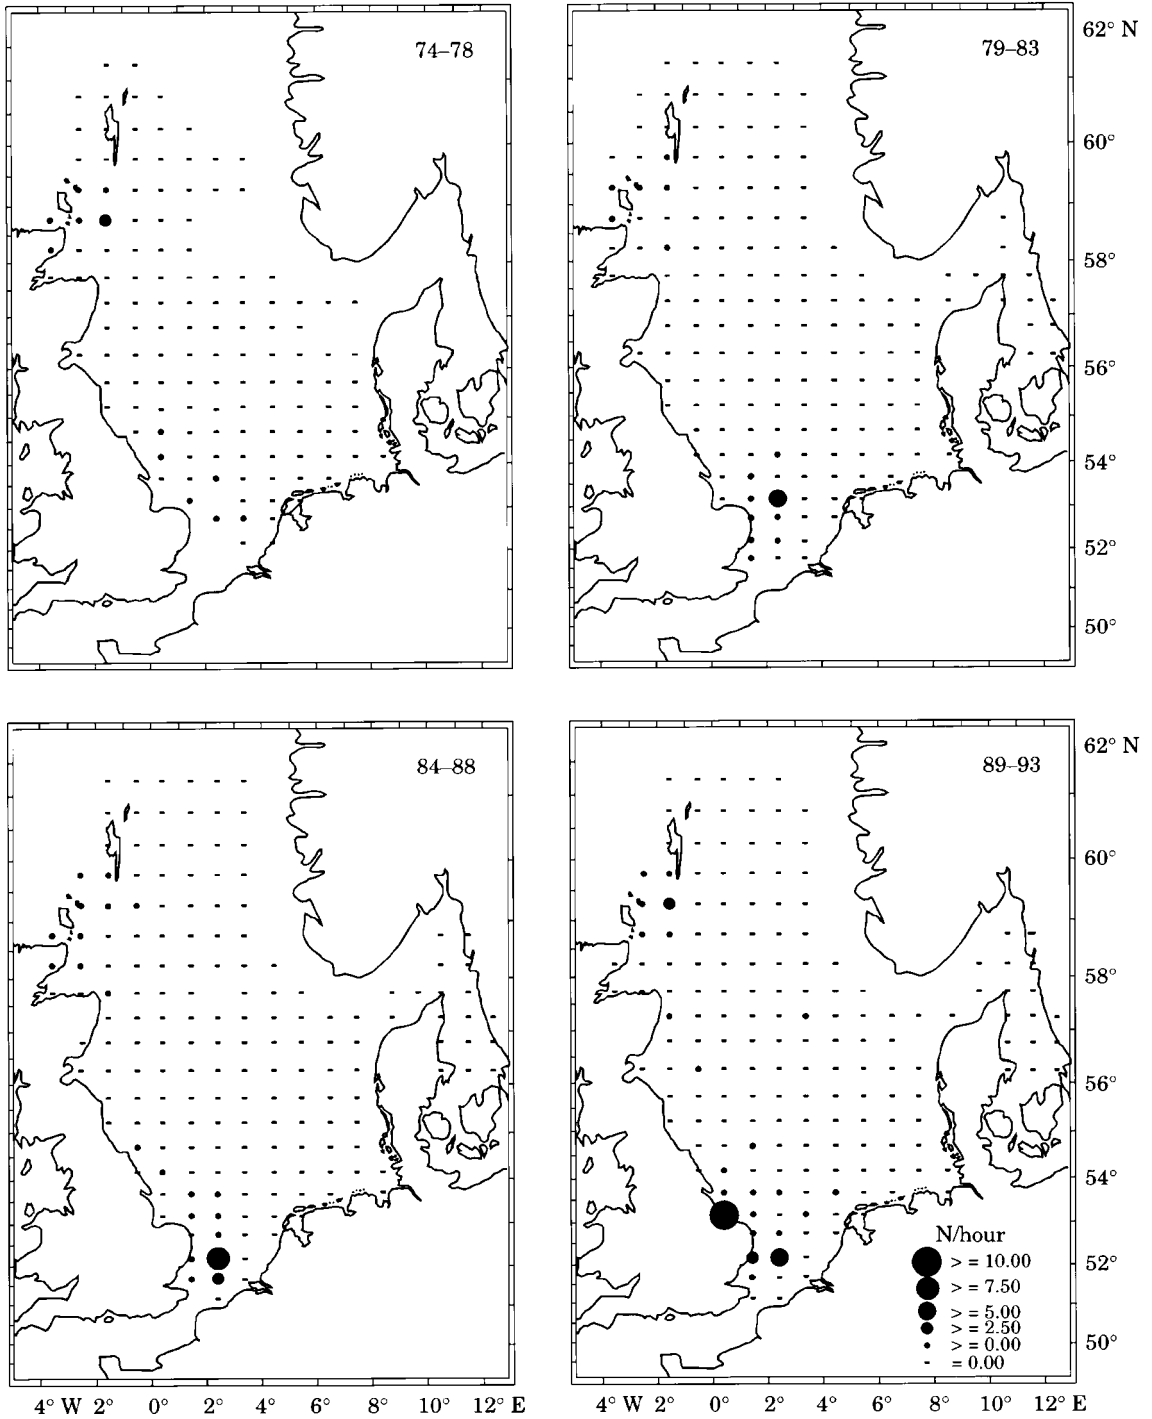 74–78
79–83
62° N
60°
58°
56°
54°
52°
50°
84–88
89–93
62° N
60°
58°
56°
54°
52°
50°
N/hour
> = 10.00
> = 7.50
> = 5.00
> = 2.50
> = 0.00
= 0.00
4° W 2° 0° 2° 4° 6° 8° 10° 12° E
4° W 2° 0° 2° 4° 6° 8° 10° 12° E